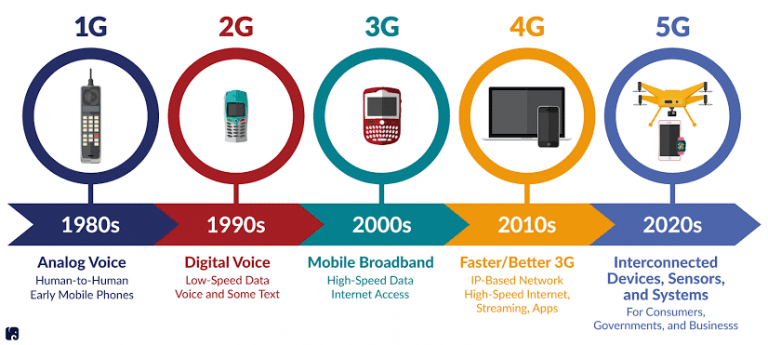 1G
2G
3G
4G
5G
1980s
1990s
2000s
2010s
2020s
Analog Voice
Human-to-Human
Early Mobile Phones
Digital Voice
Low-Speed Data
Voice and Some Text
Mobile Broadband
High-Speed Data
Internet Access
Faster/Better 3G
IP-Based Network
High-Speed Internet,
Streaming, Apps
Interconnected
Devices, Sensors,
and Systems
For Consumers,
Governments, and Businesss